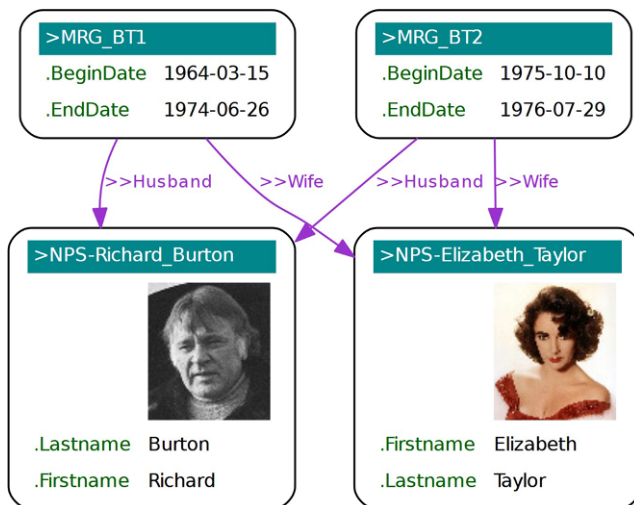 >MRG_BT1
.BeginDate 1964-03-15
.EndDate 1974-06-26
>MRG_BT2
.BeginDate 1975-10-10
.EndDate 1976-07-29
>>Husband
>>Wife
>>Husband
>>Wife
>NPS-Richard_Burton
.Lastname Burton
.Firstname Richard
>NPS-Elizabeth_Taylor
.Firstname Elizabeth
.Lastname Taylor